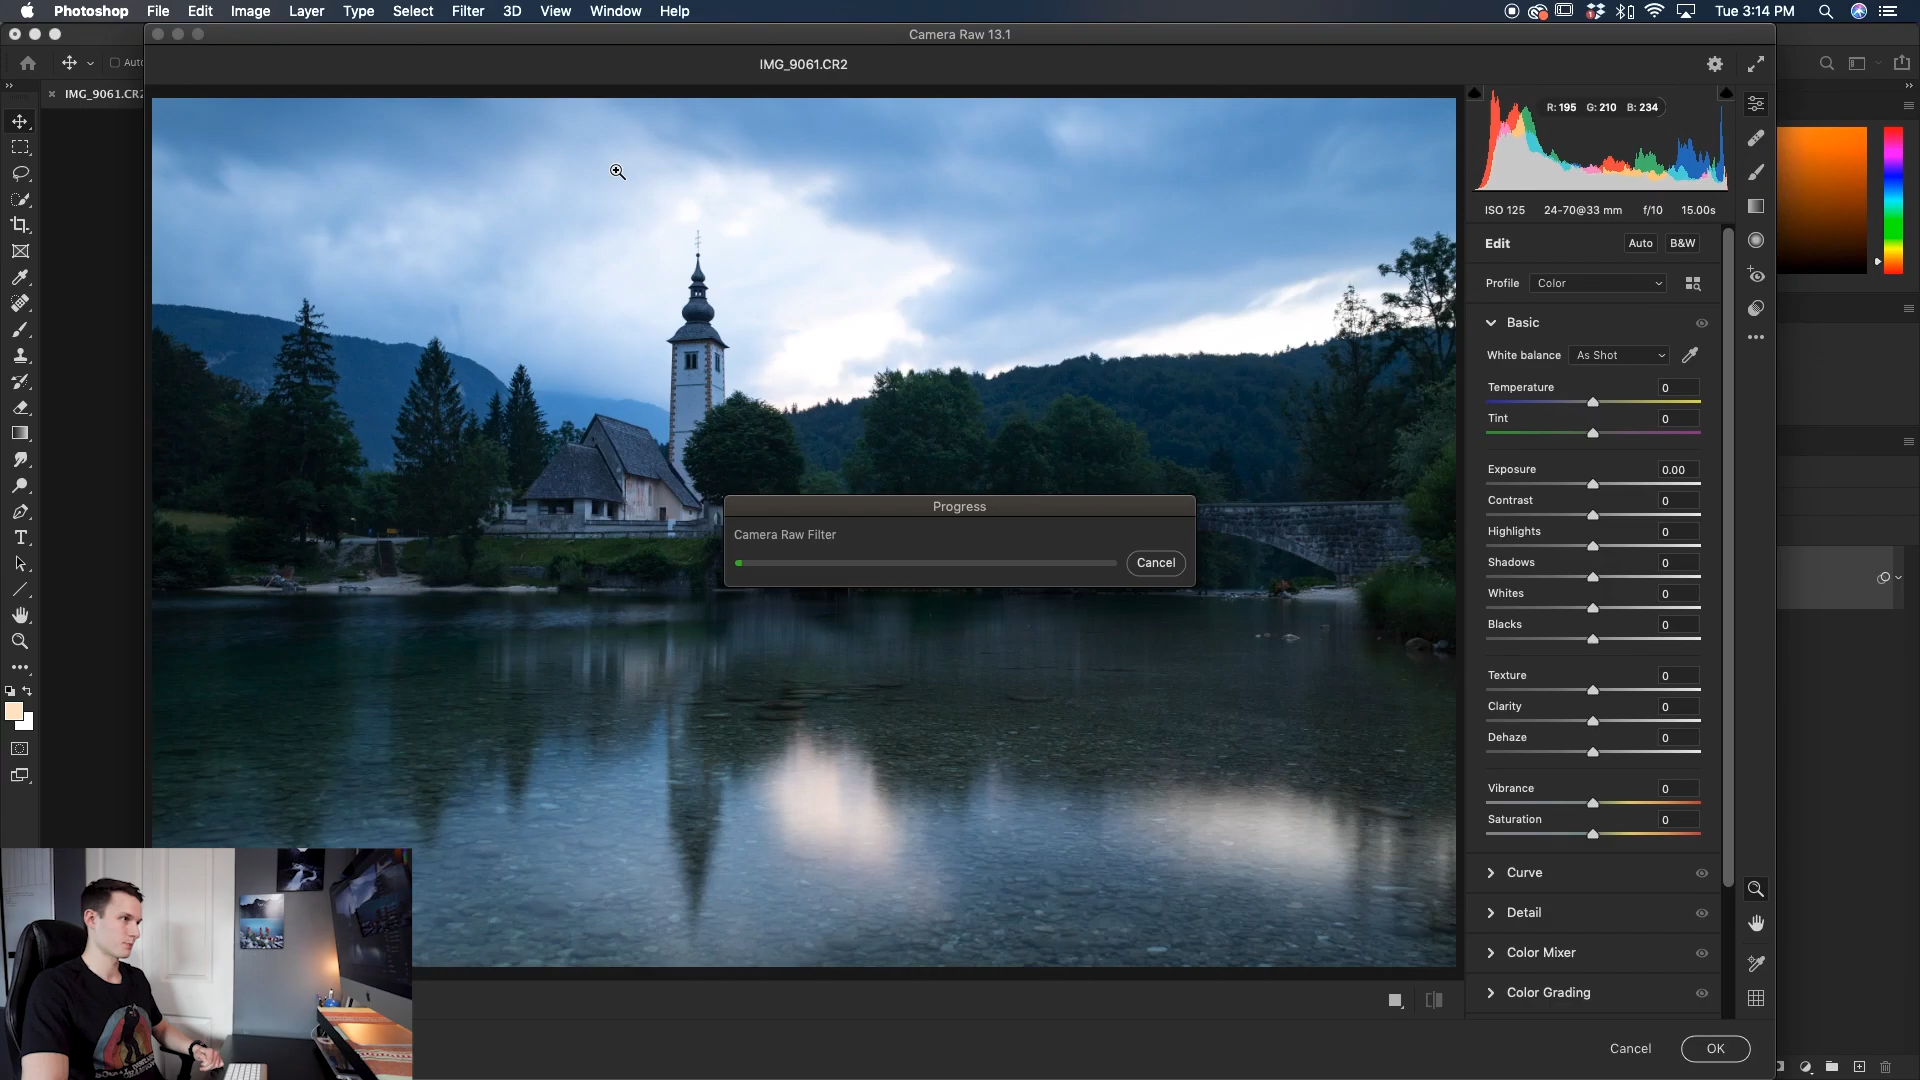 Photoshop File Edit Image Layer Type Select Filter 3D View Window Help Tue 3:14 PM
Camera Raw 13.1
Auto
IMG_9061.CR2
IMG_9061.CR2
R: 195 G: 210 B: 234
ISO 125 24-70@33 mm f/10 15.00s
Edit Auto B&W
Profile Color
Basic
White balance As Shot
Temperature 0
Tint 0
Exposure 0.00
Contrast 0
Highlights 0
Shadows 0
Whites 0
Blacks 0
Texture 0
Clarity 0
Dehaze 0
Vibrance 0
Saturation 0
Curve
Detail
Color Mixer
Color Grading
Progress
Camera Raw Filter
Cancel
Cancel OK